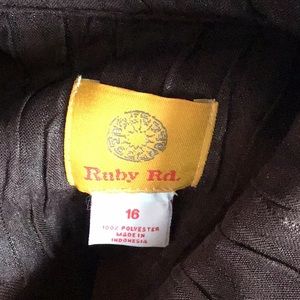 Ruby Rd.
16
100% POLYESTER
MADE IN
INDONESIA